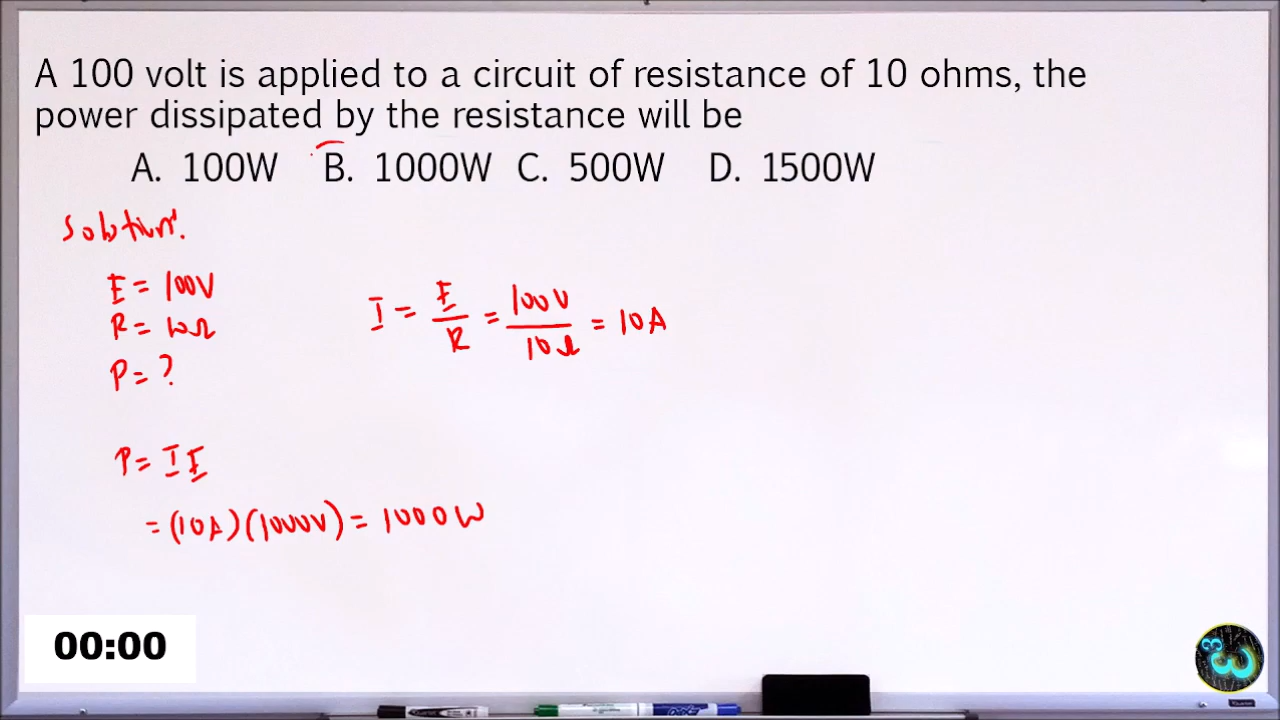 A 100 volt is applied to a circuit of resistance of 10 ohms, the
power dissipated by the resistance will be
A. 100W B. 1000W C. 500W D. 1500W
Solution:
E = 100V
R = 10Ω
P = ?
I = E/R = 100V/10Ω = 10A
P = IE
= (10A)(1000V) = 1000W
00:00